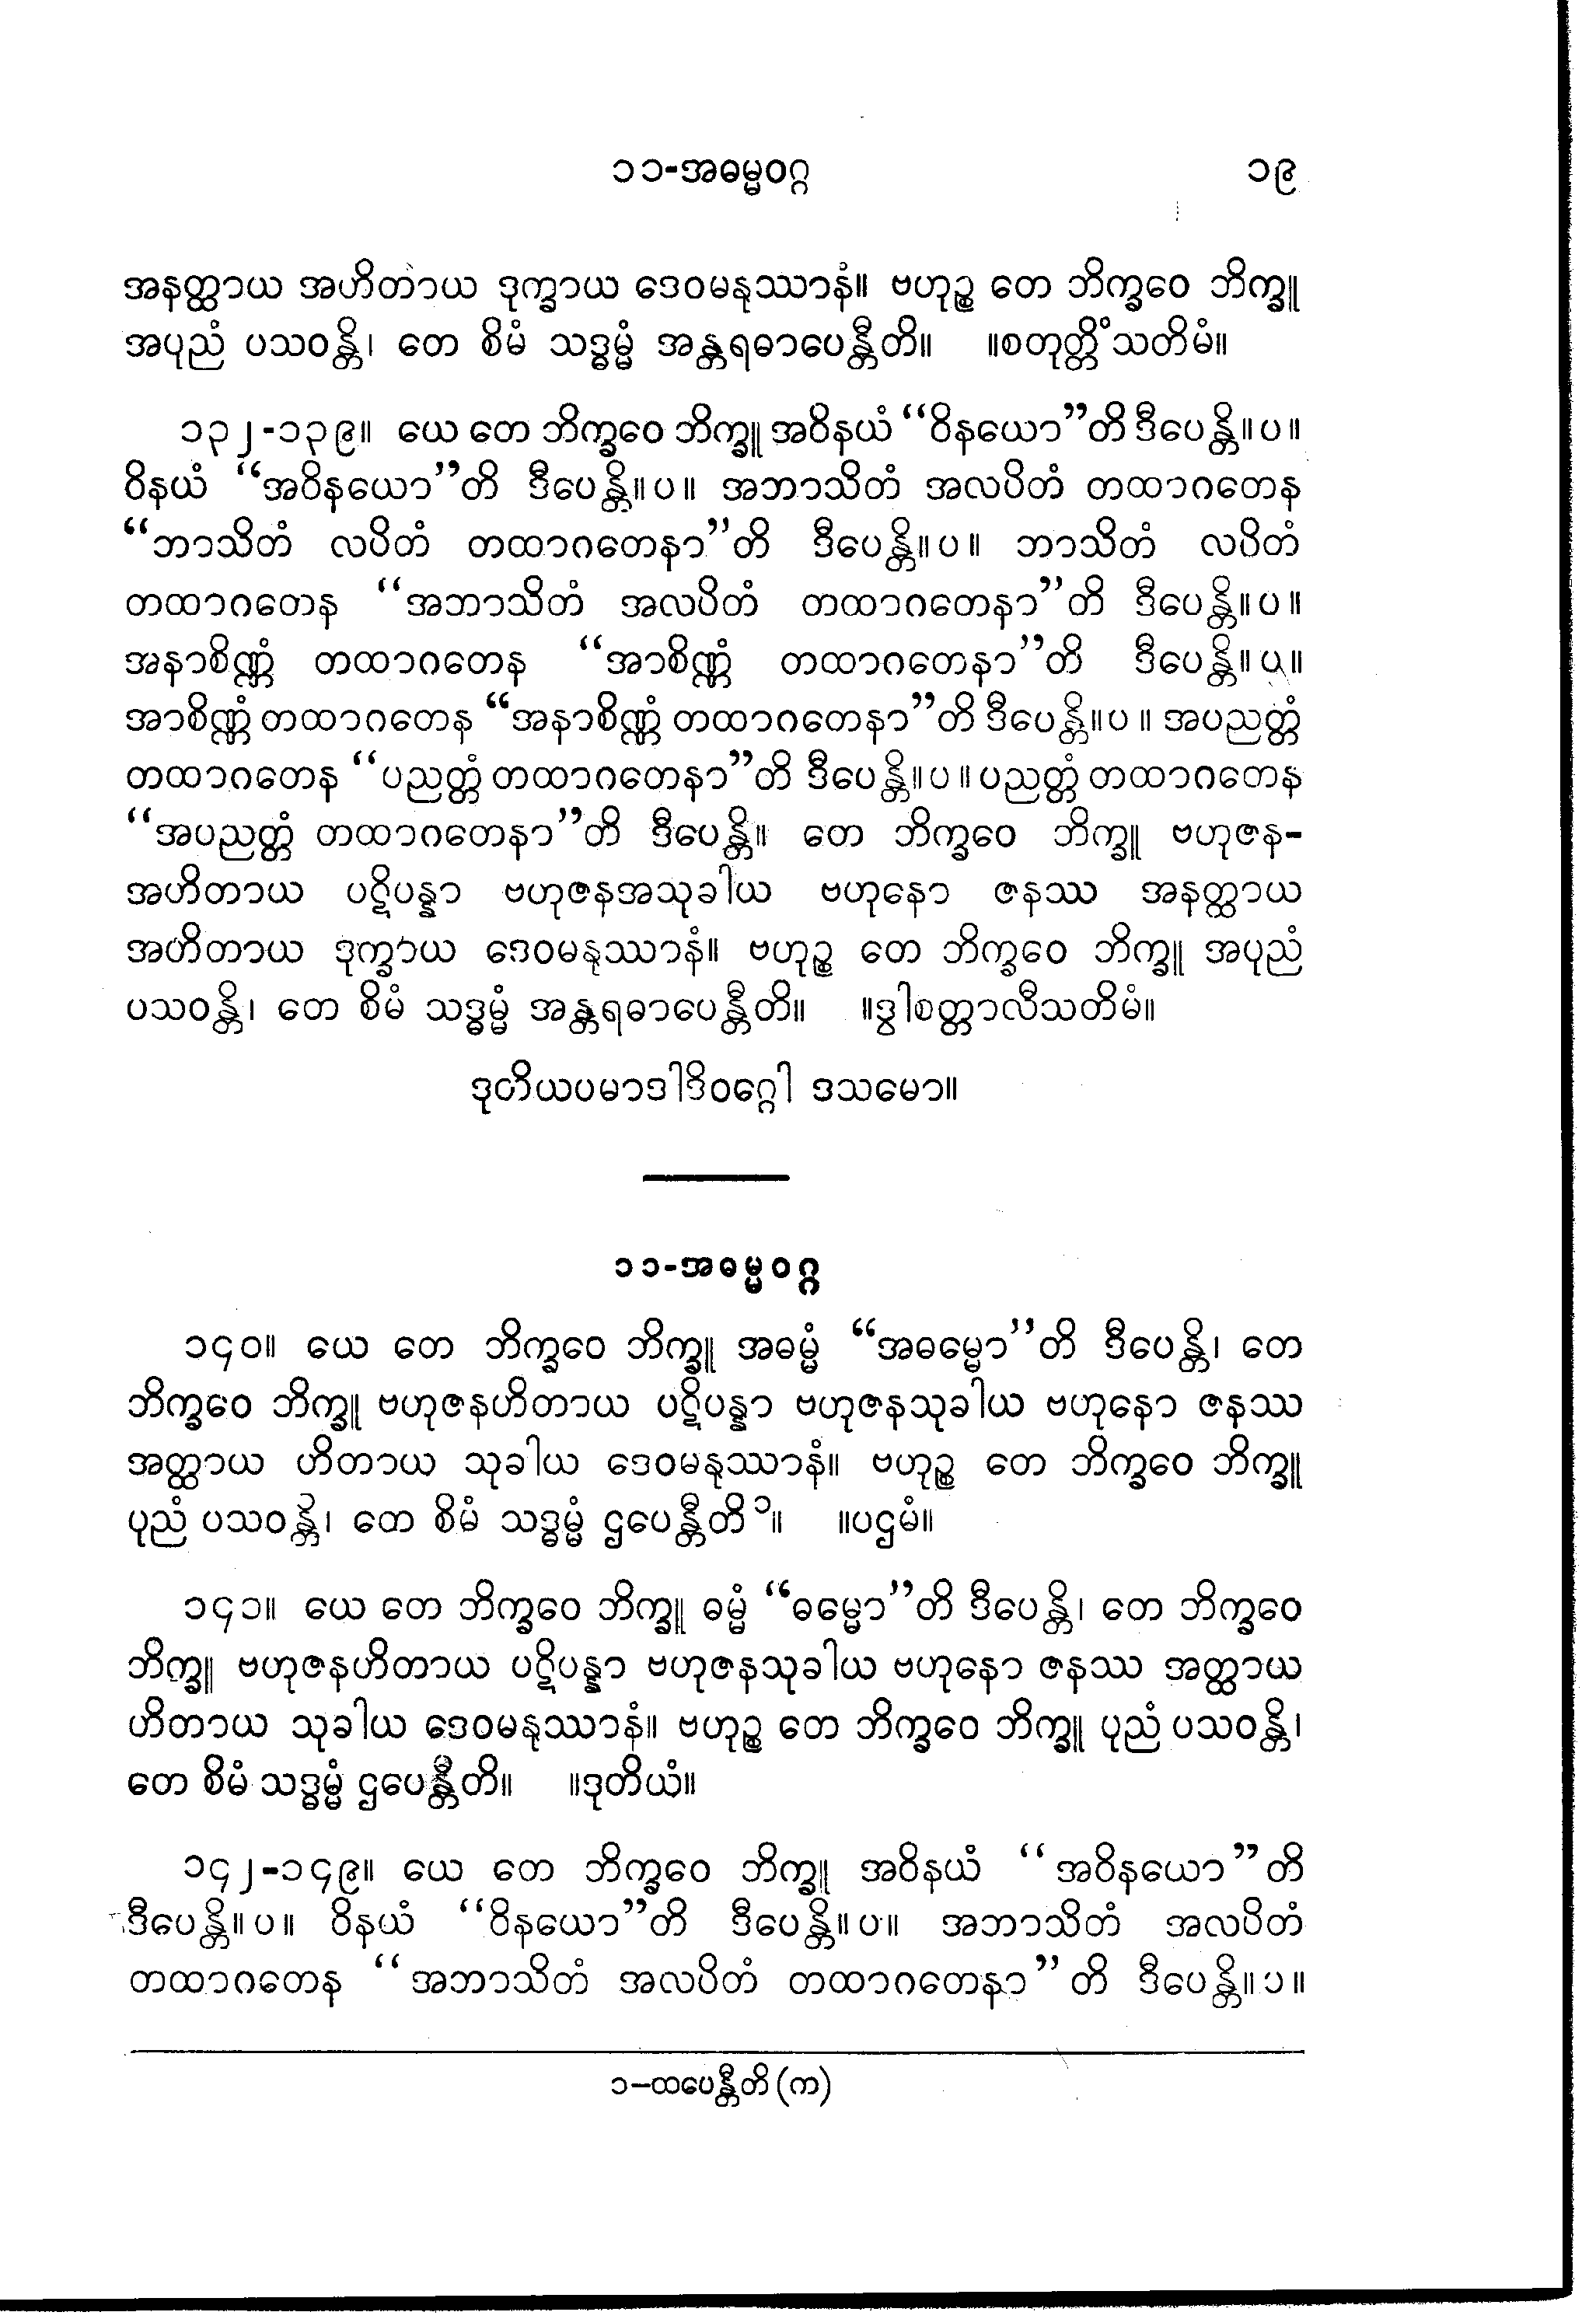 ၁၁-အဓမ္မဝဂ္ဂ ၁၉
အနတ္ထာယ အဟိတာယ ဒုက္ခာယ ဒေဝမနုဿာနံ။ ဗဟုဉ္စ တေ ဘိက္ခဝေ ဘိက္ခူ
အပုညံ ပသဝန္တိ၊ တေ စိမံ သဒ္ဓမ္မံ အန္တရဓာပေန္တီတိ။ ။စတုတ္တိံသတိမံ။
၁၃၂-၁၃၉။ ယေ တေ ဘိက္ခဝေ ဘိက္ခူ အဝိနယံ “ဝိနယော”တိ ဒီပေန္တိ။ပ။
ဝိနယံ “အဝိနယော”တိ ဒီပေန္တိ။ပ။ အဘာသိတံ အလပိတံ တထာဂတေန
“ဘာသိတံ လပိတံ တထာဂတေနာ”တိ ဒီပေန္တိ။ပ။ ဘာသိတံ လပိတံ
တထာဂတေန “အဘာသိတံ အလပိတံ တထာဂတေနာ”တိ ဒီပေန္တိ။ပ။
အနာစိဏ္ဏံ တထာဂတေန “အာစိဏ္ဏံ တထာဂတေနာ”တိ ဒီပေန္တိ။ပ။
အာစိဏ္ဏံ တထာဂတေန “အနာစိဏ္ဏံ တထာဂတေနာ”တိ ဒီပေန္တိ။ပ။ အပညတ္တံ
တထာဂတေန “ပညတ္တံ တထာဂတေနာ”တိ ဒီပေန္တိ။ပ။ ပညတ္တံ တထာဂတေန
“အပညတ္တံ တထာဂတေနာ”တိ ဒီပေန္တိ။ တေ ဘိက္ခဝေ ဘိက္ခူ ဗဟုဇန-
အဟိတာယ ပဋိပန္နာ ဗဟုဇနအသုခါယ ဗဟုနော ဇနဿ အနတ္ထာယ
အဟိတာယ ဒုက္ခာယ ဒေဝမနုဿာနံ။ ဗဟုဉ္စ တေ ဘိက္ခဝေ ဘိက္ခူ အပုညံ
ပသဝန္တိ၊ တေ စိမံ သဒ္ဓမ္မံ အန္တရဓာပေန္တီတိ။ ။ဒွါစတ္တာလီသတိမံ။
ဒုတိယပမာဒါဒိဝဂ္ဂေါ ဒသမော။
၁၁-အဓမ္မဝဂ္ဂ
၁၄၀။ ယေ တေ ဘိက္ခဝေ ဘိက္ခူ အဓမ္မံ “အဓမ္မော”တိ ဒီပေန္တိ၊ တေ
ဘိက္ခဝေ ဘိက္ခူ ဗဟုဇနဟိတာယ ပဋိပန္နာ ဗဟုဇနသုခါယ ဗဟုနော ဇနဿ
အတ္ထာယ ဟိတာယ သုခါယ ဒေဝမနုဿာနံ။ ဗဟုဉ္စ တေ ဘိက္ခဝေ ဘိက္ခူ
ပုညံ ပသဝန္တိ၊ တေ စိမံ သဒ္ဓမ္မံ ဌပေန္တီတိ ၁။ ။ပဌမံ။
၁၄၁။ ယေ တေ ဘိက္ခဝေ ဘိက္ခူ ဓမ္မံ “ဓမ္မော”တိ ဒီပေန္တိ၊ တေ ဘိက္ခဝေ
ဘိက္ခူ ဗဟုဇနဟိတာယ ပဋိပန္နာ ဗဟုဇနသုခါယ ဗဟုနော ဇနဿ အတ္ထာယ
ဟိတာယ သုခါယ ဒေဝမနုဿာနံ။ ဗဟုဉ္စ တေ ဘိက္ခဝေ ဘိက္ခူ ပုညံ ပသဝန္တိ၊
တေ စိမံ သဒ္ဓမ္မံ ဌပေန္တီတိ။ ။ဒုတိယံ။
၁၄၂-၁၄၉။ ယေ တေ ဘိက္ခဝေ ဘိက္ခူ အဝိနယံ “အဝိနယော”တိ
ဒီပေန္တိ။ပ။ ဝိနယံ “ဝိနယော”တိ ဒီပေန္တိ။ပ။ အဘာသိတံ အလပိတံ
တထာဂတေန “အဘာသိတံ အလပိတံ တထာဂတေနာ”တိ ဒီပေန္တိ။ပ။
၁–ထပေန္တီတိ (က)